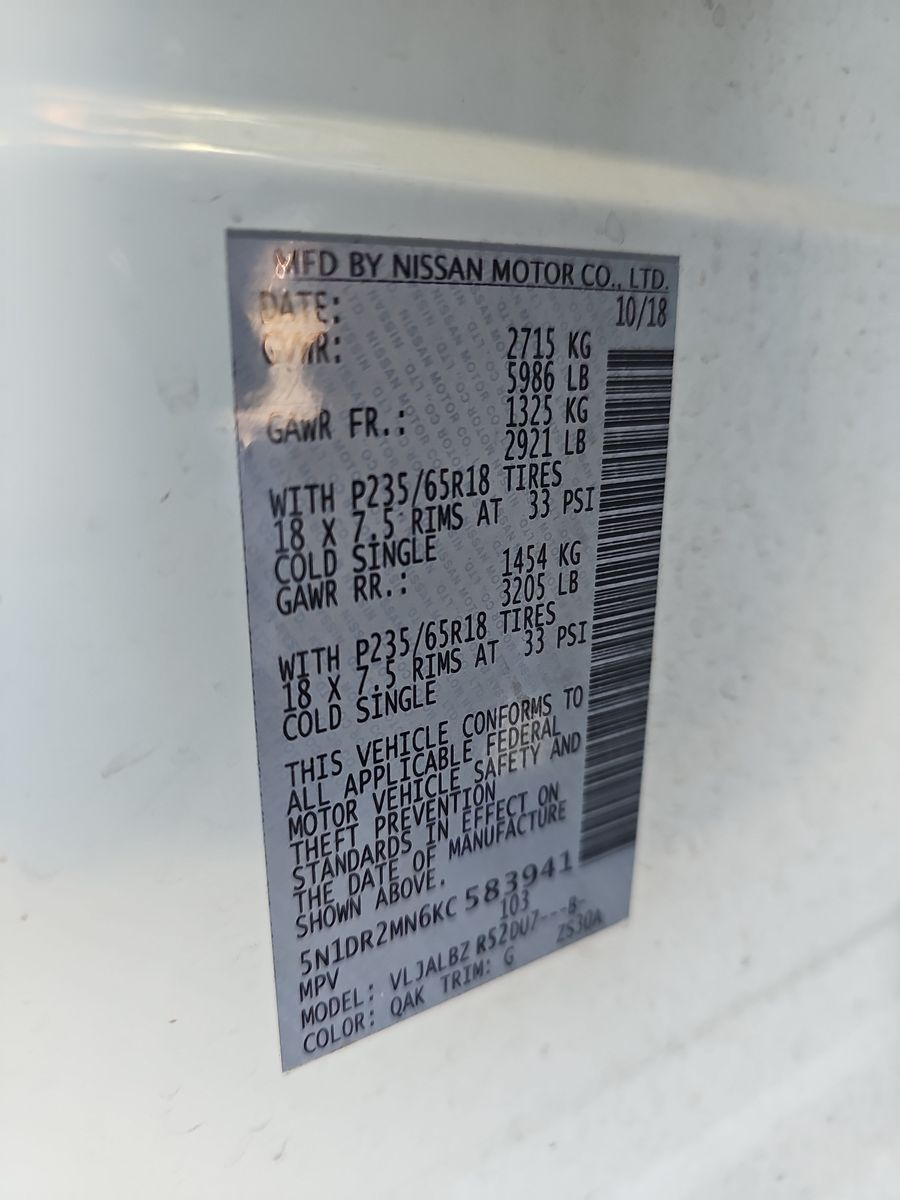 MFD BY NISSAN MOTOR CO., LTD.
DATE: 10/18
GVWR: 2715 KG
5986 LB
GAWR FR.: 1325 KG
2921 LB
WITH P235/65R18 TIRES
18 X 7.5 RIMS AT 33 PSI
COLD SINGLE
GAWR RR.: 1454 KG
3205 LB
WITH P235/65R18 TIRES
18 X 7.5 RIMS AT 33 PSI
COLD SINGLE
THIS VEHICLE CONFORMS TO
ALL APPLICABLE FEDERAL
MOTOR VEHICLE SAFETY AND
THEFT PREVENTION
STANDARDS IN EFFECT ON
THE DATE OF MANUFACTURE
SHOWN ABOVE.
5N1DR2MN6KC 583941
MPV 103
MODEL: VLJALBZ R52DU7---B-
COLOR: QAK TRIM: G ZS30A